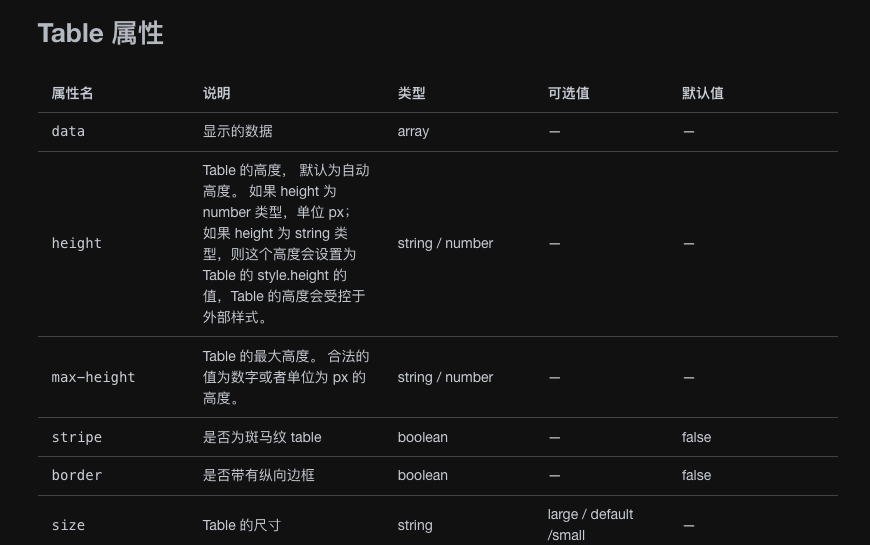 Table 属性
属性名 说明 类型 可选值 默认值
data 显示的数据 array — —
Table 的高度， 默认为自动
高度。 如果 height 为
number 类型，单位 px；
如果 height 为 string 类
height string / number — —
型，则这个高度会设置为
Table 的 style.height 的
值，Table 的高度会受控于
外部样式。
Table 的最大高度。 合法的
max-height 值为数字或者单位为 px 的 string / number — —
高度。
stripe 是否为斑马纹 table boolean — false
border 是否带有纵向边框 boolean — false
size Table 的尺寸 string large / default —
/small